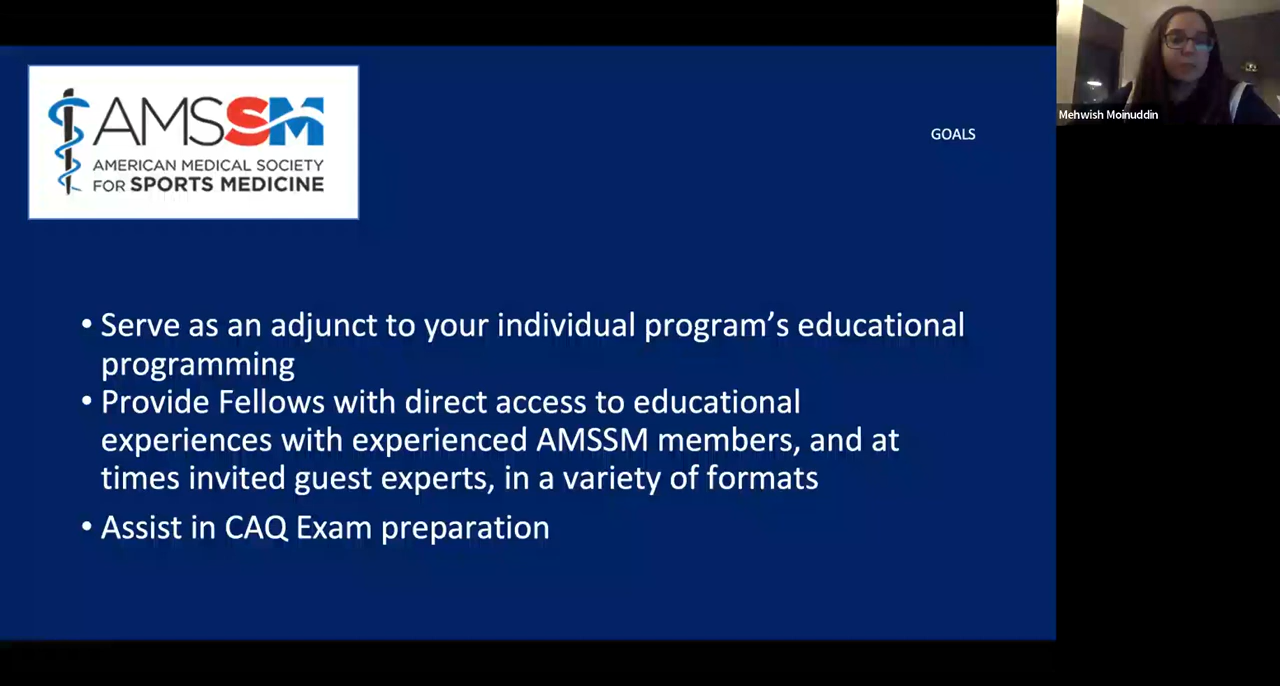 AMSSM
AMERICAN MEDICAL SOCIETY
FOR SPORTS MEDICINE
GOALS
Mehwish Moinuddin
• Serve as an adjunct to your individual program’s educational
programming
• Provide Fellows with direct access to educational
experiences with experienced AMSSM members, and at
times invited guest experts, in a variety of formats
• Assist in CAQ Exam preparation